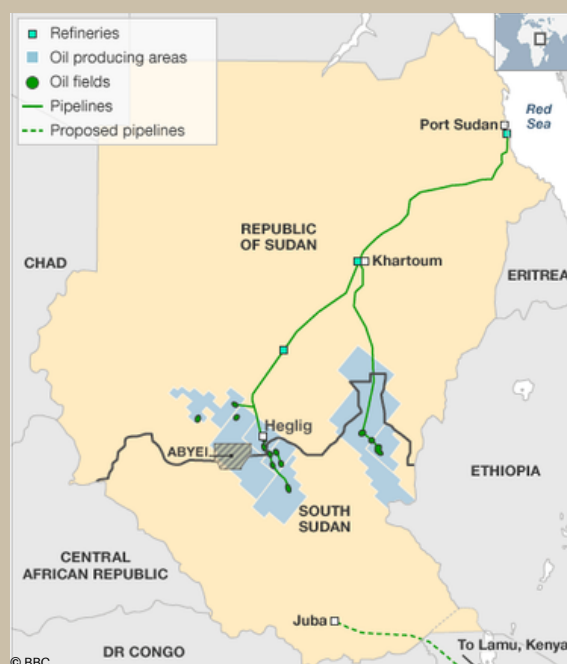 Refineries
Oil producing areas
Oil fields
Pipelines
Proposed pipelines
Port Sudan
Red
Sea
REPUBLIC
OF SUDAN
Khartoum
CHAD
ERITREA
Heglig
ABYEI
ETHIOPIA
SOUTH
SUDAN
CENTRAL
AFRICAN REPUBLIC
Juba
To Lamu, Kenya
DR CONGO
© BBC